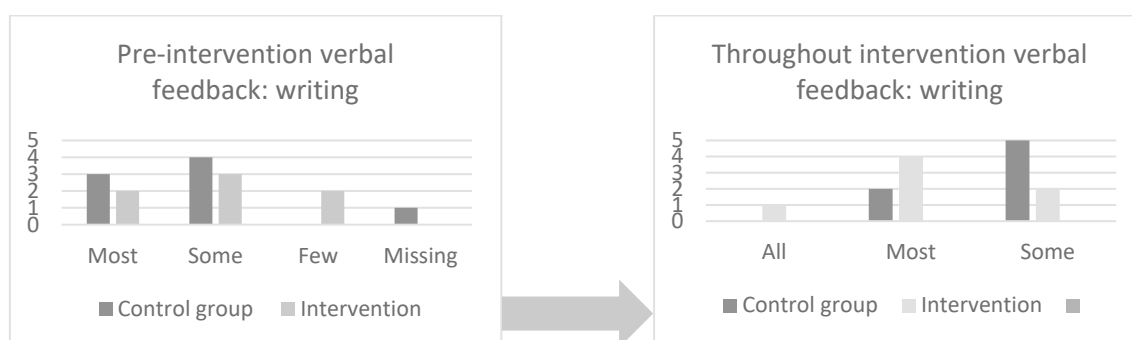 Pre-intervention verbal
feedback: writing
5
4
3
2
1
0
Most Some Few Missing
Control group Intervention
Throughout intervention verbal
feedback: writing
5
4
3
2
1
0
All Most Some
Control group Intervention